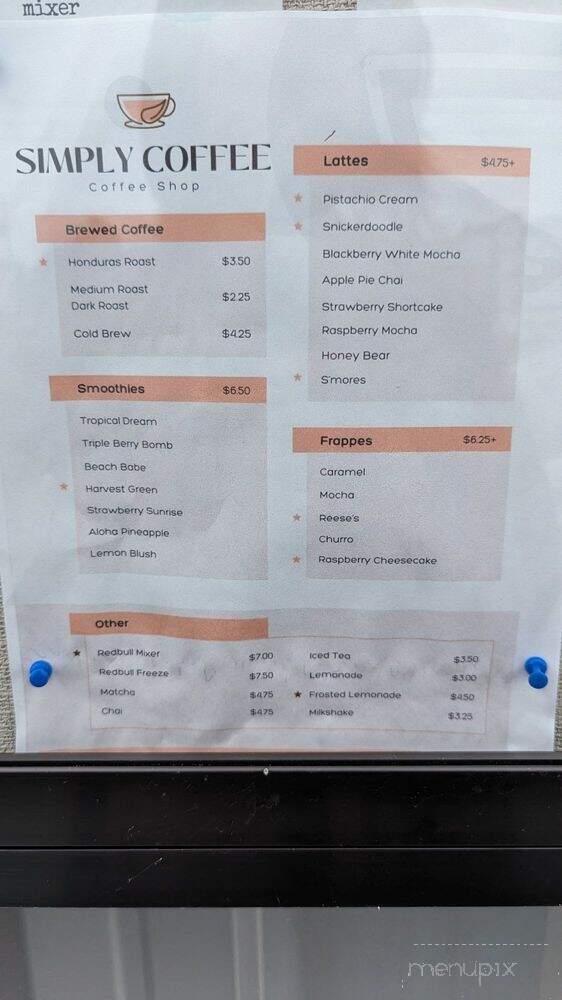 mixer
SIMPLY COFFEE
Coffee Shop
Brewed Coffee
Honduras Roast $3.50
Medium Roast
Dark Roast $2.25
Cold Brew $4.25
Smoothies $6.50
Tropical Dream
Triple Berry Bomb
Beach Babe
Harvest Green
Strawberry Sunrise
Aloha Pineapple
Lemon Blush
Lattes $4.75+
Pistachio Cream
Snickerdoodle
Blackberry White Mocha
Apple Pie Chai
Strawberry Shortcake
Raspberry Mocha
Honey Bear
S'mores
Frappes $6.25+
Caramel
Mocha
Reese's
Churro
Raspberry Cheesecake
Other
Redbull Mixer $7.00
Redbull Freeze $7.50
Matcha $4.75
Chai $4.75
Iced Tea $3.50
Lemonade $3.00
Frosted Lemonade $4.50
Milkshake $3.25
menupix